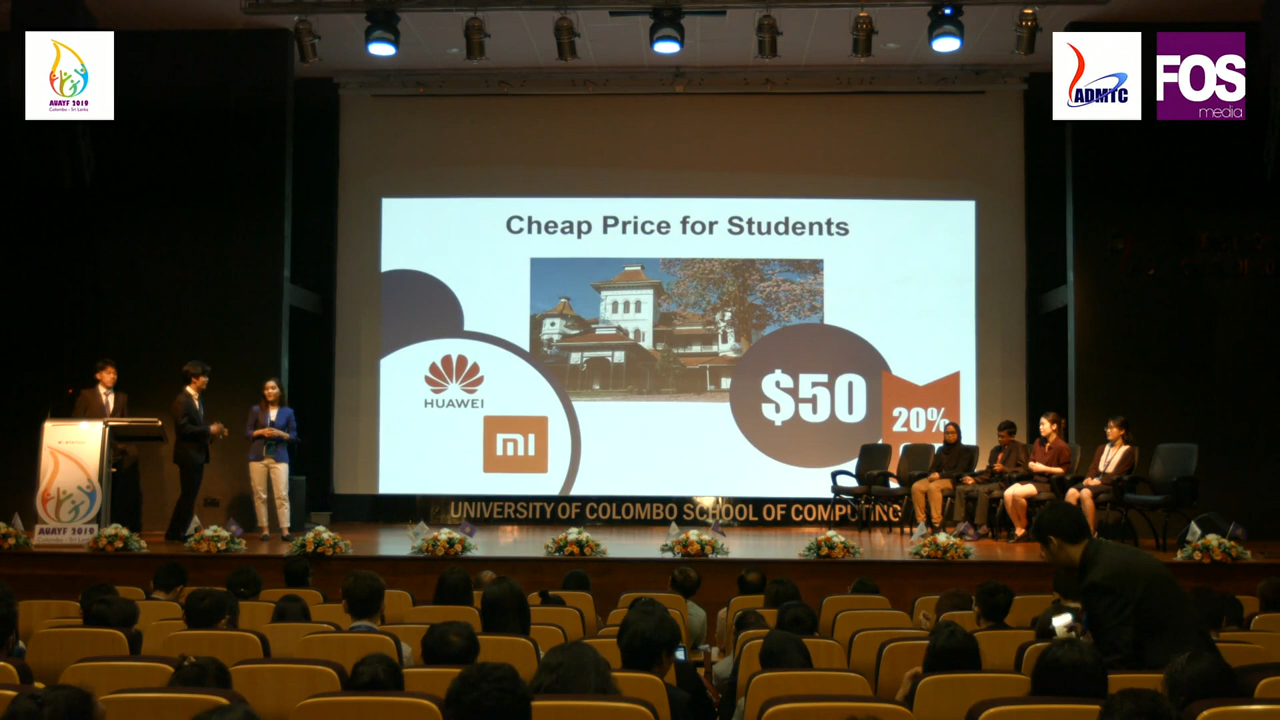 AUAYF 2019
Colombo - Sri Lanka
ADMTC
FOS
media
Cheap Price for Students
HUAWEI
MI
$50
20%
AUAYF 2019
UNIVERSITY OF COLOMBO SCHOOL OF COMPUTING